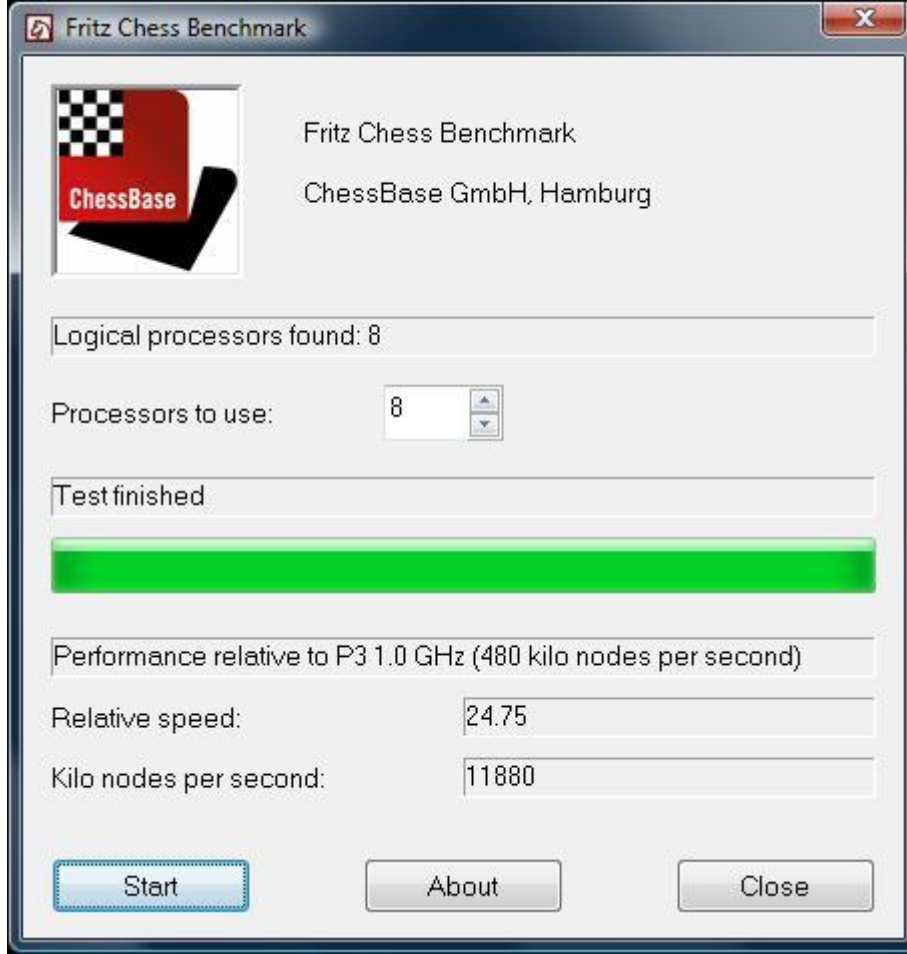 Fritz Chess Benchmark
ChessBase
Fritz Chess Benchmark
ChessBase GmbH, Hamburg
Logical processors found: 8
Processors to use: 8
Test finished
Performance relative to P3 1.0 GHz (480 kilo nodes per second)
Relative speed: 24.75
Kilo nodes per second: 11880
Start About Close